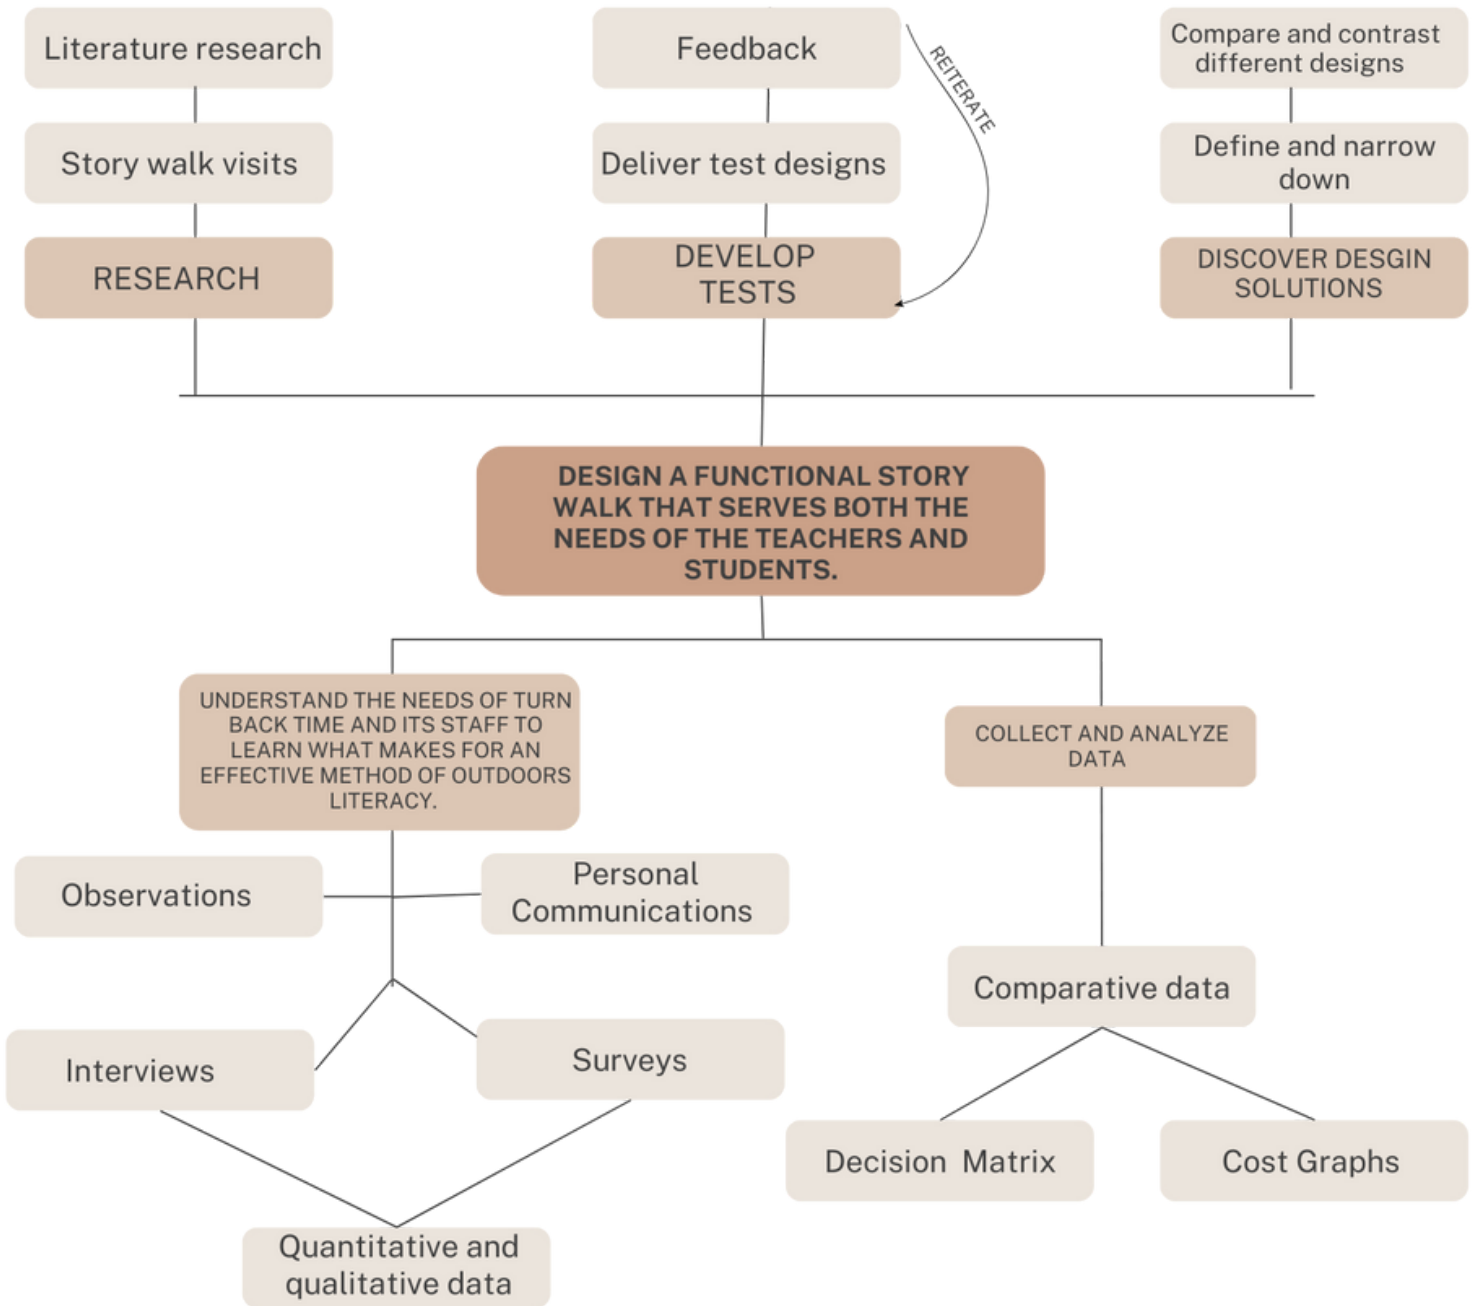 Literature research
Feedback
REITERATE
Compare and contrast
different designs
Story walk visits
Deliver test designs
Define and narrow
down
RESEARCH
DEVELOP
TESTS
DISCOVER DESGIN
SOLUTIONS
DESIGN A FUNCTIONAL STORY
WALK THAT SERVES BOTH THE
NEEDS OF THE TEACHERS AND
STUDENTS.
UNDERSTAND THE NEEDS OF TURN
BACK TIME AND ITS STAFF TO
LEARN WHAT MAKES FOR AN
EFFECTIVE METHOD OF OUTDOORS
LITERACY.
COLLECT AND ANALYZE
DATA
Observations
Personal
Communications
Comparative data
Interviews
Surveys
Decision Matrix
Cost Graphs
Quantitative and
qualitative data